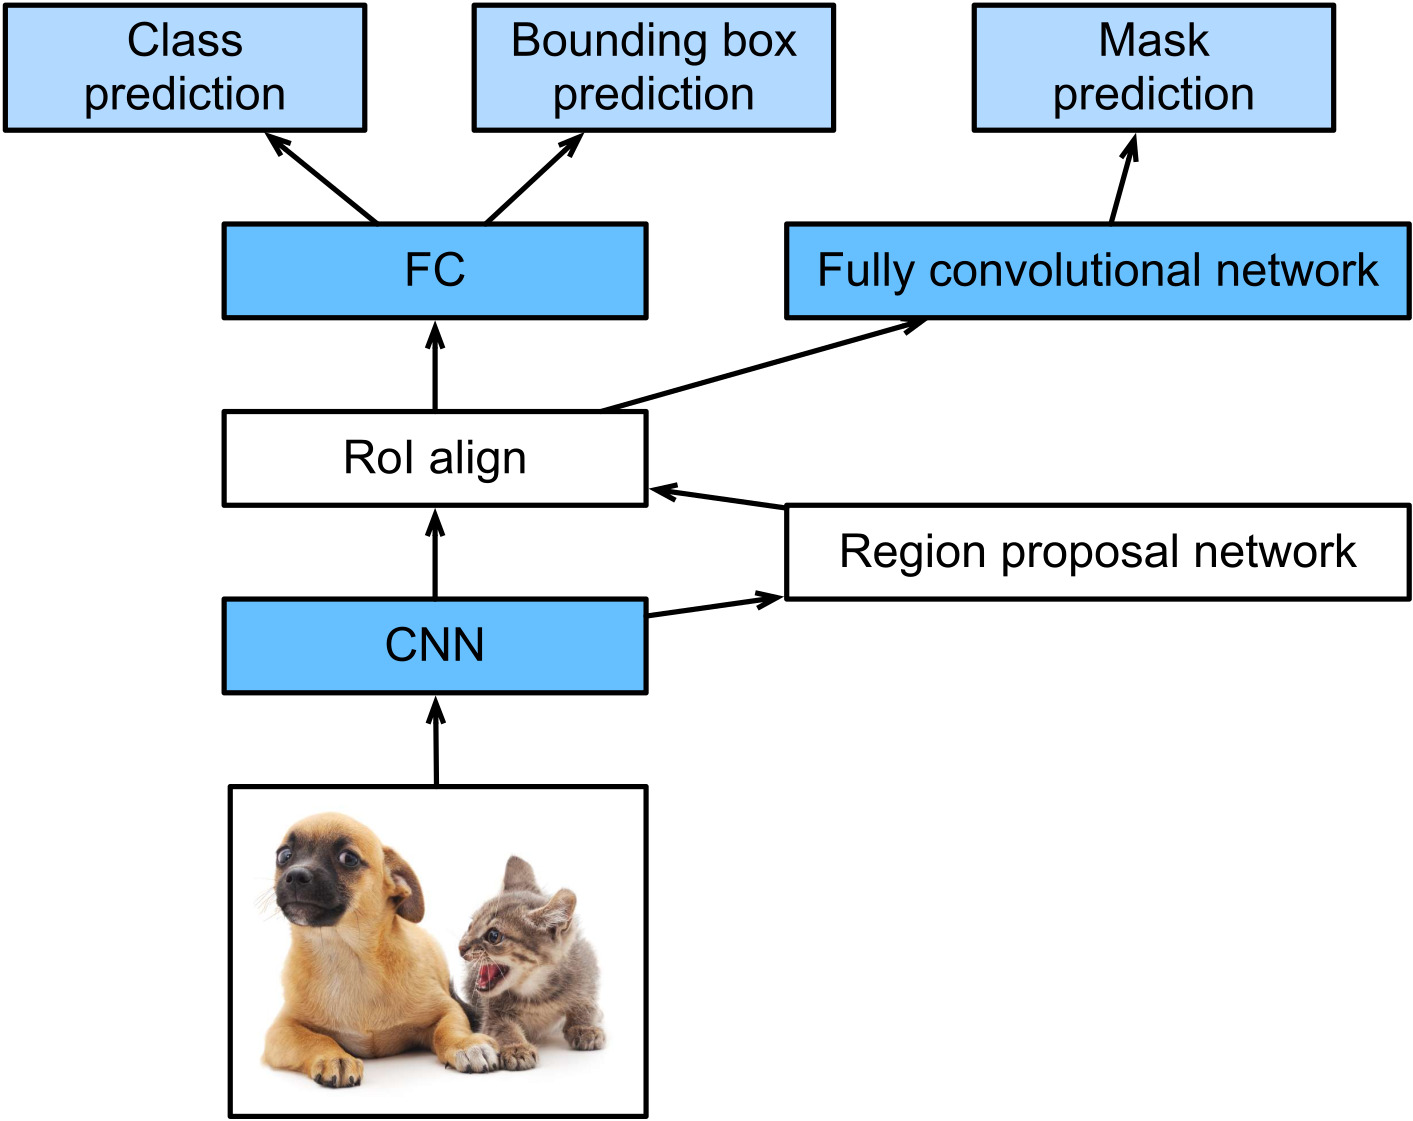 Class
prediction
Bounding box
prediction
Mask
prediction
FC
Fully convolutional network
RoI align
Region proposal network
CNN